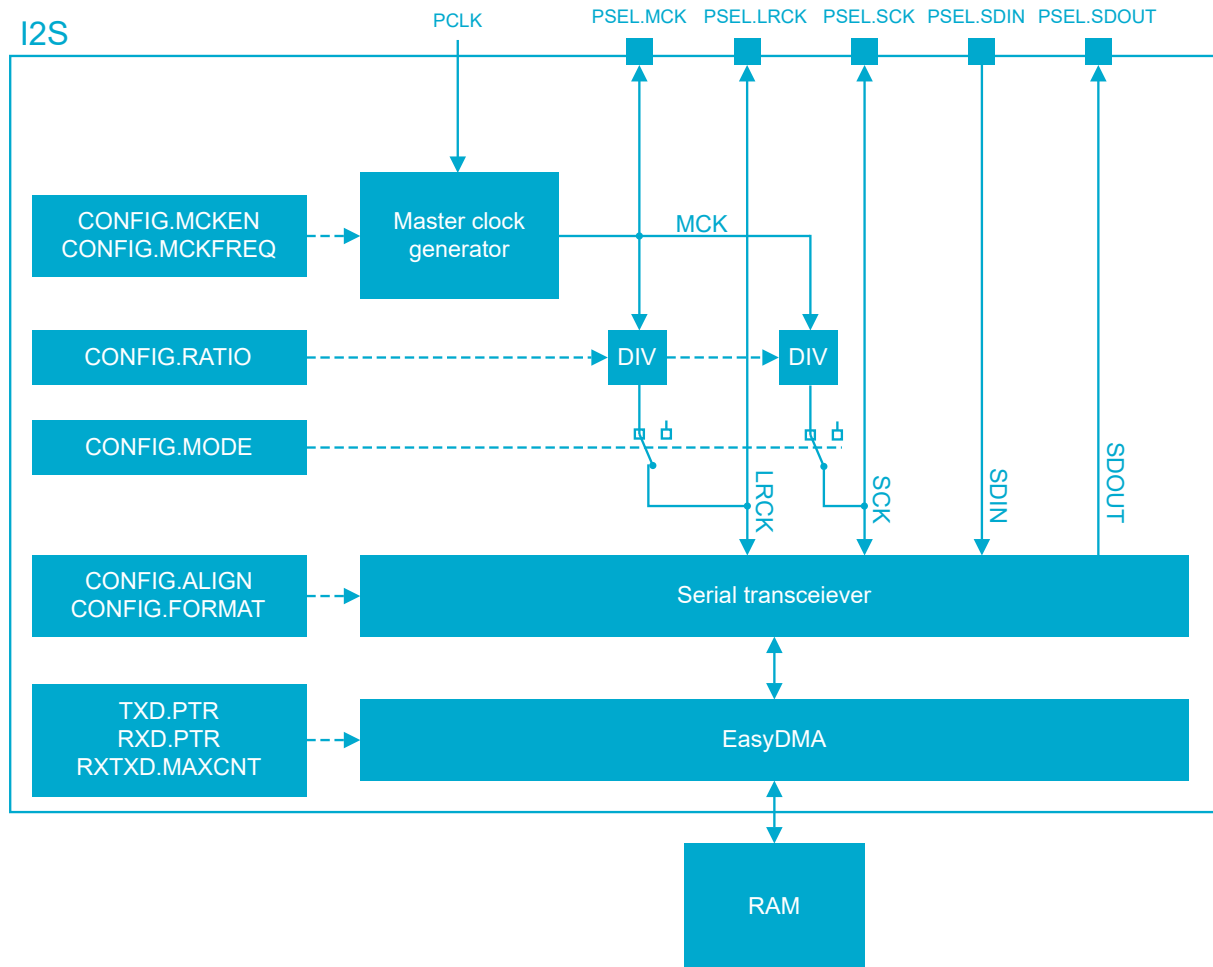 I2S
PCLK
PSEL.MCK
PSEL.LRCK
PSEL.SCK
PSEL.SDIN
PSEL.SDOUT
CONFIG.MCKEN
CONFIG.MCKFREQ
Master clock
generator
MCK
CONFIG.RATIO
DIV
DIV
CONFIG.MODE
LRCK
SCK
SDIN
SDOUT
CONFIG.ALIGN
CONFIG.FORMAT
Serial transceiever
TXD.PTR
RXD.PTR
RXTXD.MAXCNT
EasyDMA
RAM